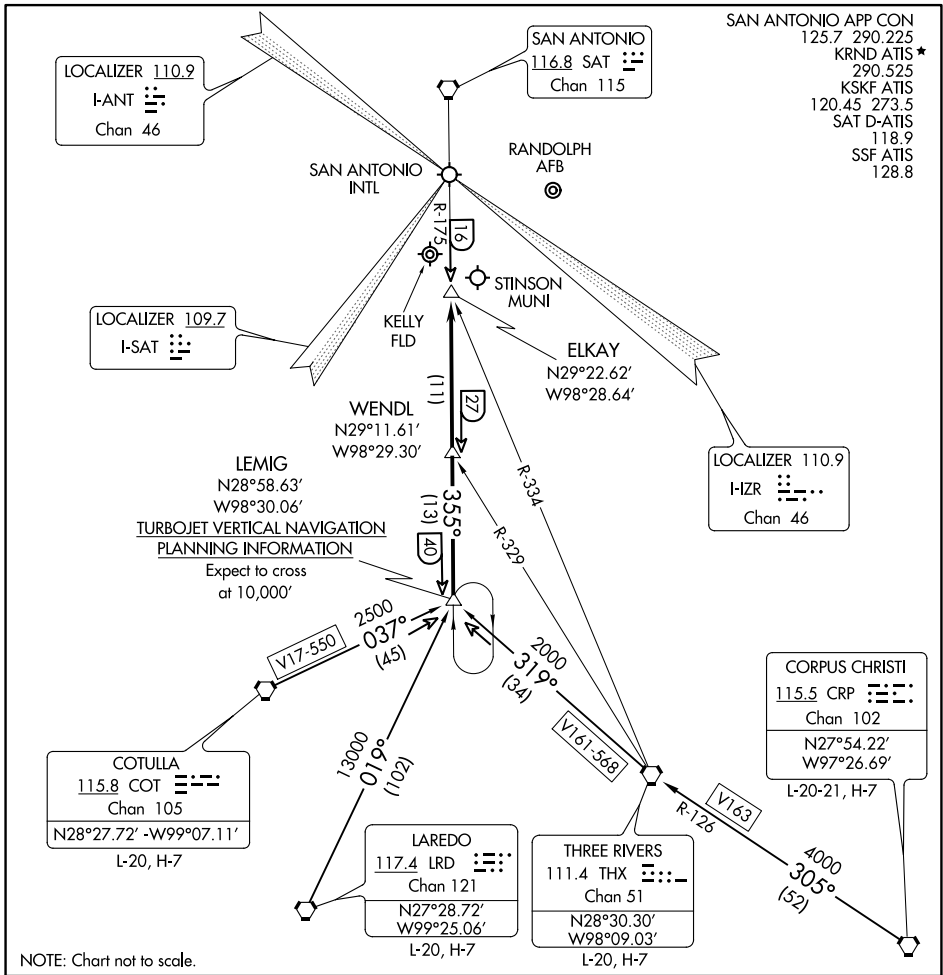 SAN ANTONIO APP CON
125.7 290.225
KRND ATIS ★
290.525
KSKF ATIS
120.45 273.5
SAT D-ATIS
118.9
SSF ATIS
128.8
SAN ANTONIO
116.8 SAT
Chan 115
LOCALIZER 110.9
I-ANT
Chan 46
SAN ANTONIO
INTL
RANDOLPH
AFB
R-175
16
KELLY
FLD
STINSON
MUNI
LOCALIZER 109.7
I-SAT
ELKAY
N29°22.62′
W98°28.64′
(11)
27
WENDL
N29°11.61′
W98°29.30′
LOCALIZER 110.9
I-IZR
Chan 46
R-334
R-329
LEMIG
N28°58.63′
W98°30.06′
TURBOJET VERTICAL NAVIGATION
PLANNING INFORMATION
Expect to cross
at 10,000′
355°
(13)
40
V17-550
2500
037°
(45)
2000
319°
(34)
V161-568
13000
019°
(102)
COTULLA
115.8 COT
Chan 105
N28°27.72′ -W99°07.11′
L-20, H-7
CORPUS CHRISTI
115.5 CRP
Chan 102
N27°54.22′
W97°26.69′
L-20-21, H-7
V163
R-126
4000
305°
(52)
LAREDO
117.4 LRD
Chan 121
N27°28.72′
W99°25.06′
L-20, H-7
THREE RIVERS
111.4 THX
Chan 51
N28°30.30′
W98°09.03′
L-20, H-7
NOTE: Chart not to scale.